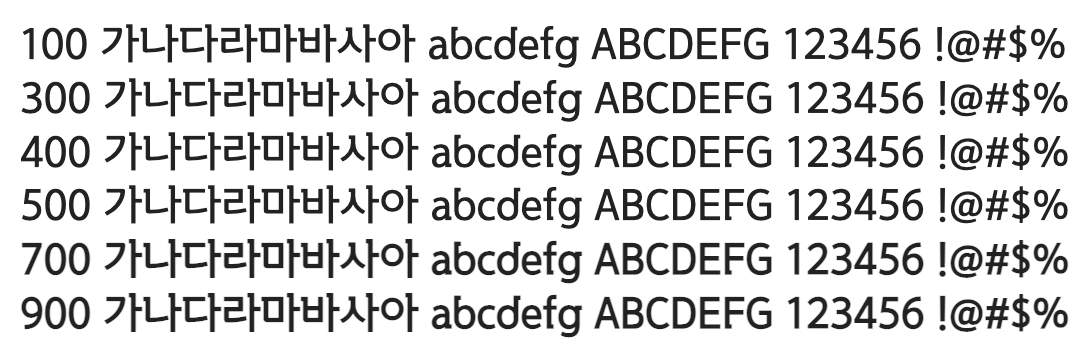 100 가나다라마바사아 abcdefg ABCDEFG 123456 !@#$%
300 가나다라마바사아 abcdefg ABCDEFG 123456 !@#$%
400 가나다라마바사아 abcdefg ABCDEFG 123456 !@#$%
500 가나다라마바사아 abcdefg ABCDEFG 123456 !@#$%
700 가나다라마바사아 abcdefg ABCDEFG 123456 !@#$%
900 가나다라마바사아 abcdefg ABCDEFG 123456 !@#$%